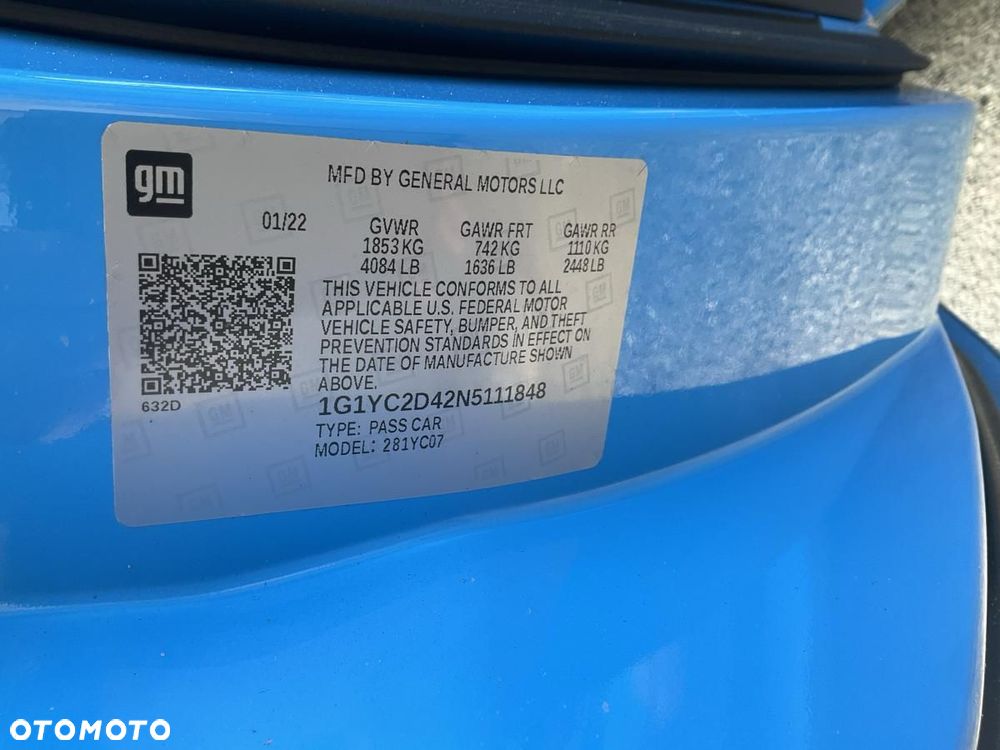 gm
MFD BY GENERAL MOTORS LLC
01/22 GVWR GAWR FRT GAWR RR
1853 KG 742 KG 1110 KG
4084 LB 1636 LB 2448 LB
THIS VEHICLE CONFORMS TO ALL
APPLICABLE U.S. FEDERAL MOTOR
VEHICLE SAFETY, BUMPER, AND THEFT
PREVENTION STANDARDS IN EFFECT ON
THE DATE OF MANUFACTURE SHOWN
ABOVE.
632D
1G1YC2D42N5111848
TYPE: PASS CAR
MODEL: 281YC07
OTOMOTO